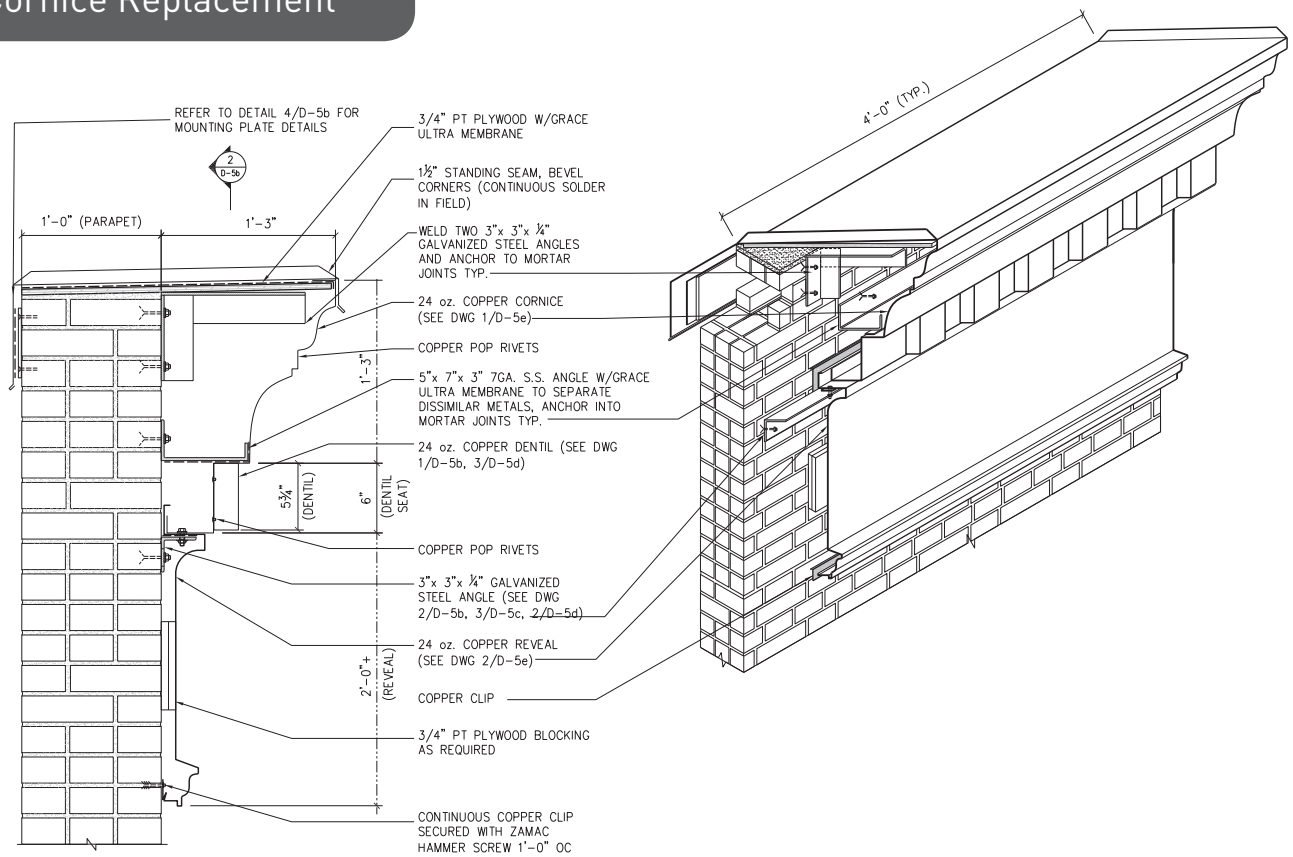 Cornice Replacement
REFER TO DETAIL 4/D-5b FOR
MOUNTING PLATE DETAILS
2
D-5b
1'-0" (PARAPET)
1'-3"
3/4" PT PLYWOOD W/GRACE
ULTRA MEMBRANE
1½" STANDING SEAM, BEVEL
CORNERS (CONTINUOUS SOLDER
IN FIELD)
WELD TWO 3"x 3"x ¼"
GALVANIZED STEEL ANGLES
AND ANCHOR TO MORTAR
JOINTS TYP.
24 oz. COPPER CORNICE
(SEE DWG 1/D-5e)
COPPER POP RIVETS
1'-3"
5"x 7"x 3" 7GA. S.S. ANGLE W/GRACE
ULTRA MEMBRANE TO SEPARATE
DISSIMILAR METALS, ANCHOR INTO
MORTAR JOINTS TYP.
24 oz. COPPER DENTIL (SEE DWG
1/D-5b, 3/D-5d)
5¾"
(DENTIL)
6"
(DENTIL
SEAT)
COPPER POP RIVETS
3"x 3"x ¼" GALVANIZED
STEEL ANGLE (SEE DWG
2/D-5b, 3/D-5c, 2/D-5d)
24 oz. COPPER REVEAL
(SEE DWG 2/D-5e)
2'-0"+
(REVEAL)
COPPER CLIP
3/4" PT PLYWOOD BLOCKING
AS REQUIRED
CONTINUOUS COPPER CLIP
SECURED WITH ZAMAC
HAMMER SCREW 1'-0" OC
4'-0" (TYP.)